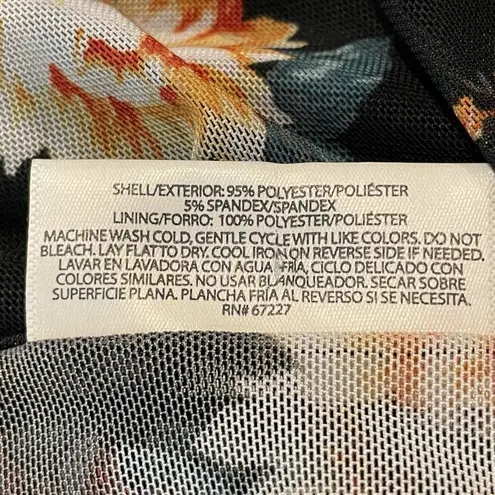 SHELL/EXTERIOR: 95% POLYESTER/POLIÉSTER
5% SPANDEX/SPANDEX
LINING/FORRO: 100% POLYESTER/POLIÉSTER
MACHINE WASH COLD, GENTLE CYCLE WITH LIKE COLORS. DO NOT
BLEACH. LAY FLAT TO DRY. COOL IRON ON REVERSE SIDE IF NEEDED.
LAVAR EN LAVADORA CON AGUA FRÍA, CICLO DELICADO CON
COLORES SIMILARES. NO USAR BLANQUEADOR. SECAR SOBRE
SUPERFICIE PLANA. PLANCHA FRÍA AL REVERSO SI SE NECESITA.
RN# 67227